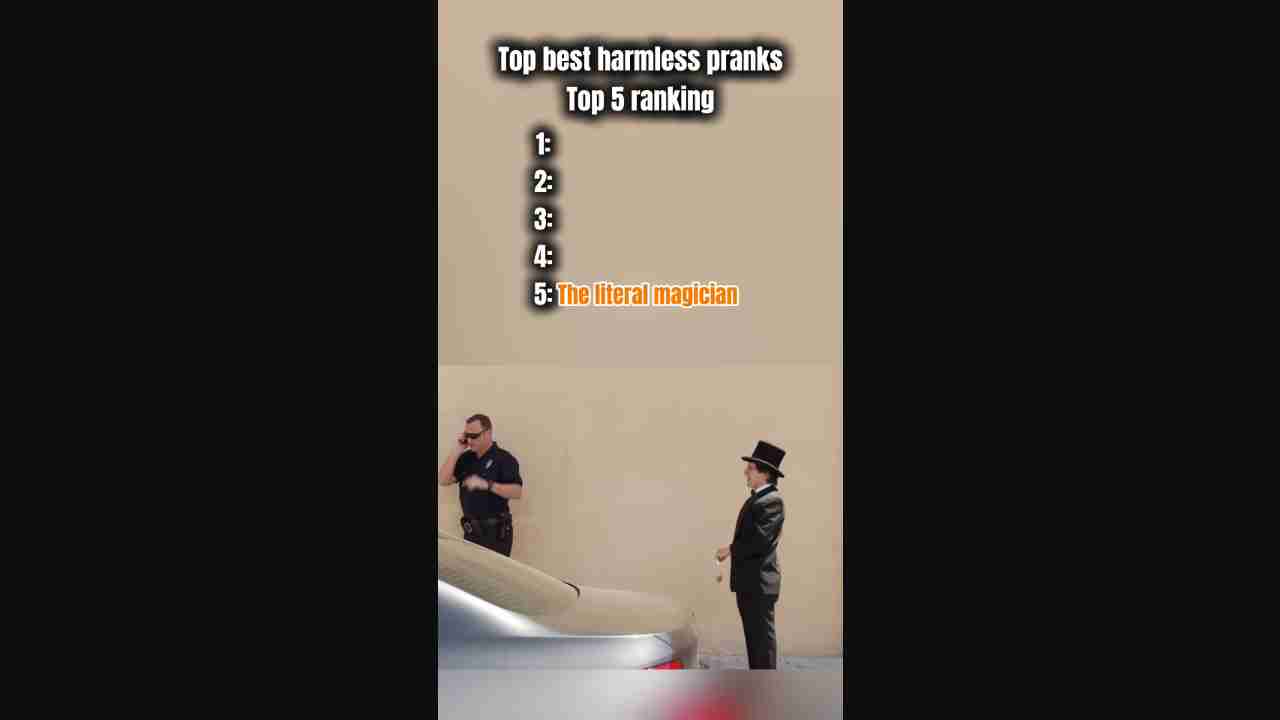 Top best harmless pranks
Top 5 ranking
1:
2:
3:
4:
5: The literal magician